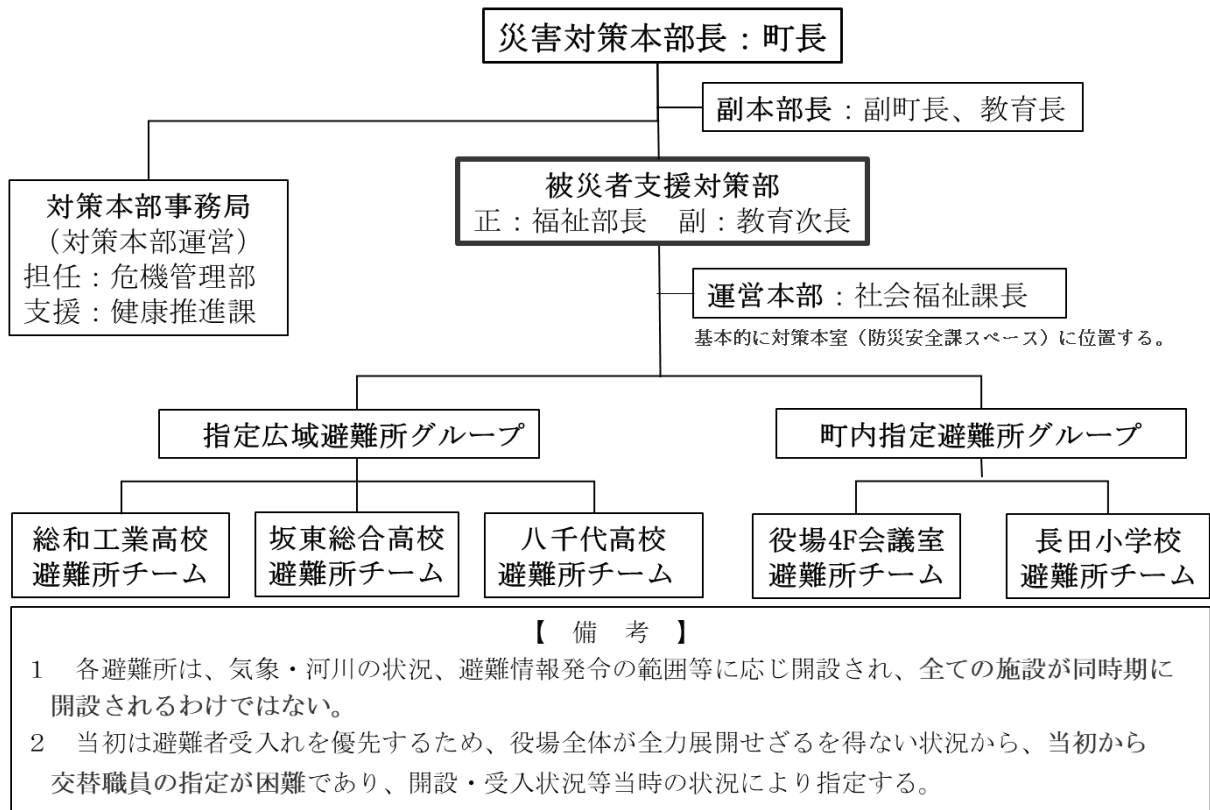 災害対策本部長：町長
副本部長：副町長、教育長
対策本部事務局
（対策本部運営）
担任：危機管理部
支援：健康推進課
被災者支援対策部
正：福祉部長　副：教育次長
運営本部：社会福祉課長
基本的に対策本室（防災安全課スペース）に位置する。
指定広域避難所グループ
町内指定避難所グループ
総和工業高校
避難所チーム
坂東総合高校
避難所チーム
八千代高校
避難所チーム
役場4F会議室
避難所チーム
長田小学校
避難所チーム
【　備　考　】
1　各避難所は、気象・河川の状況、避難情報発令の範囲等に応じ開設され、全ての施設が同時期に
開設されるわけではない。
2　当初は避難者受入れを優先するため、役場全体が全力展開せざるを得ない状況から、当初から
交替職員の指定が困難であり、開設・受入状況等当時の状況により指定する。